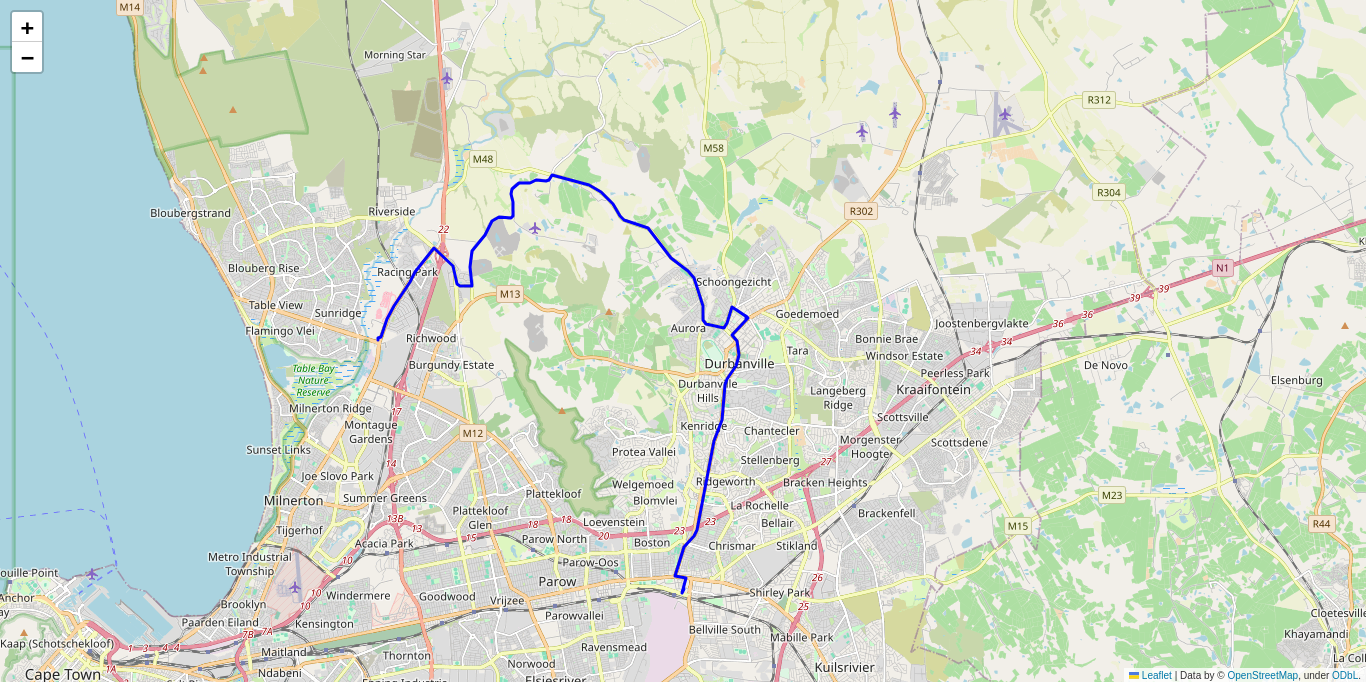 +
−
M14
Morning Star
R312
M58
M48
R304
Bloubergstrand
Riverside
R302
22
Blouberg Rise
Racing Park
N1
Schoongezicht
39
39
M13
Table View
Sunridge
Goedemoed
36
Joostenbergvlakte
Flamingo Vlei
Aurora
Richwood
Bonnie Brae
34
34
Tara
Windsor Estate
Burgundy Estate
Durbanville
De Novo
Table Bay
Nature
Reserve
Peerless Park
Durbanville
Hills
Langeberg
Ridge
Kraaifontein
Elsenburg
Milnerton Ridge
17
Scottsville
Montague
Gardens
Kenridge
Chantecler
M12
Morgenster
Hoogte
Scottsdene
Sunset Links
Protea Vallei
14
Stellenberg
27
Joe Slovo Park
Welgemoed
Ridgeworth
Bracken Heights
Milnerton
Summer Greens
Plattekloof
Blomvlei
M23
La Rochelle
Plattekloof
Glen
Brackenfell
13B
13
18
18
Loevenstein
23
23
Bellair
M15
R44
Tijgerhof
15
Parow North
20
Acacia Park
Boston
Chrismar
Stikland
Metro Industrial
Township
10
Parow-Oos
ouille Point
Parow
26
Anchor
Windermere
Goodwood
Vrijzee
Shirley Park
Brooklyn
10
25
ay
Paarden Eiland
Kensington
Parowvallei
Cloetesville
10
7B
7A
Bellville South
Mabille Park
Khayamandi
Kaap (Schotschekloof)
1
3
4
4
Maitland
Ravensmead
Thornton
Norwood
La Coll
1A
Cape Town
Ndabeni
Elsiesrivier
Kuilsrivier
Leaflet | Data by © OpenStreetMap, under ODbL.